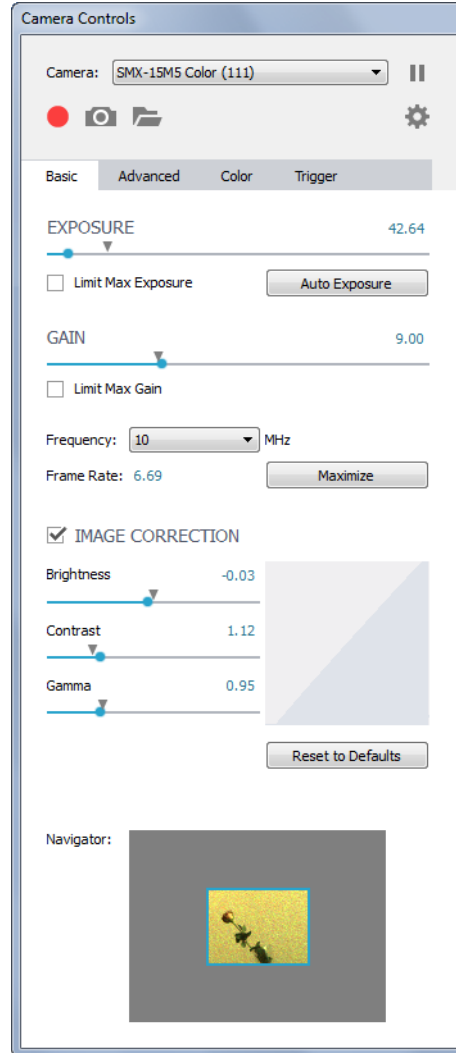 Camera Controls
Camera: SMX-15M5 Color (111)
Basic Advanced Color Trigger
EXPOSURE 42.64
Limit Max Exposure Auto Exposure
GAIN 9.00
Limit Max Gain
Frequency: 10 MHz
Frame Rate: 6.69 Maximize
IMAGE CORRECTION
Brightness -0.03
Contrast 1.12
Gamma 0.95
Reset to Defaults
Navigator: